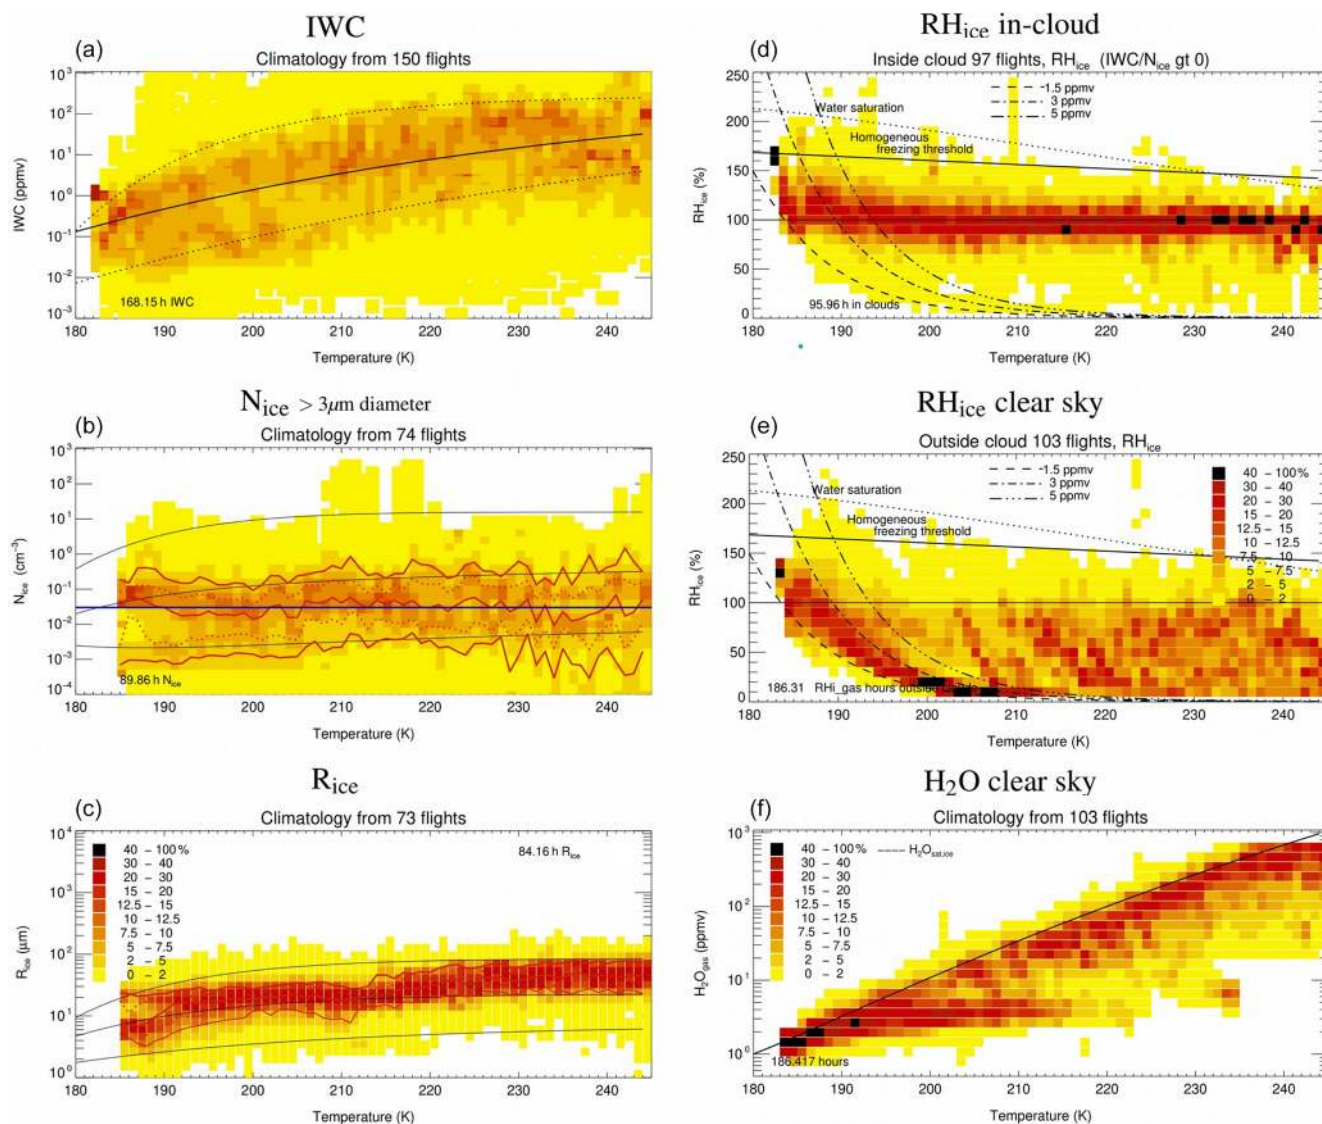 IWC
(a)
Climatology from 150 flights
10³
10²
10¹
10⁰
10⁻¹
10⁻²
10⁻³
IWC (ppmv)
168.15 h IWC
180 190 200 210 220 230 240
Temperature (K)
RHice in-cloud
(d)
Inside cloud 97 flights, RHice (IWC/Nice gt 0)
250
200
150
100
50
0
RHice (%)
1.5 ppmv
3 ppmv
5 ppmv
Water saturation
Homogeneous
freezing threshold
95.96 h in clouds
180 190 200 210 220 230 240
Temperature (K)
Nice > 3μm diameter
(b)
Climatology from 74 flights
10³
10²
10¹
10⁰
10⁻¹
10⁻²
10⁻³
10⁻⁴
Nice (cm⁻³)
89.86 h Nice
180 190 200 210 220 230 240
Temperature (K)
RHice clear sky
(e)
Outside cloud 103 flights, RHice
250
200
150
100
50
0
RHice (%)
1.5 ppmv
3 ppmv
5 ppmv
Water saturation
Homogeneous
freezing threshold
40 – 100%
30 – 40
20 – 30
15 – 20
12.5 – 15
10 – 12.5
7.5 – 10
5 – 7.5
2 – 5
0 – 2
186.31 RHi_gas hours outside
180 190 200 210 220 230 240
Temperature (K)
Rice
(c)
Climatology from 73 flights
10⁴
10³
10²
10¹
10⁰
Rice (μm)
40 – 100%
30 – 40
20 – 30
15 – 20
12.5 – 15
10 – 12.5
7.5 – 10
5 – 7.5
2 – 5
0 – 2
84.16 h Rice
180 190 200 210 220 230 240
Temperature (K)
H₂O clear sky
(f)
Climatology from 103 flights
10³
10²
10¹
10⁰
H₂Ogas (ppmv)
40 – 100%
30 – 40
20 – 30
15 – 20
12.5 – 15
10 – 12.5
7.5 – 10
5 – 7.5
2 – 5
0 – 2
H₂Osat,ice
186.417 hours
180 190 200 210 220 230 240
Temperature (K)